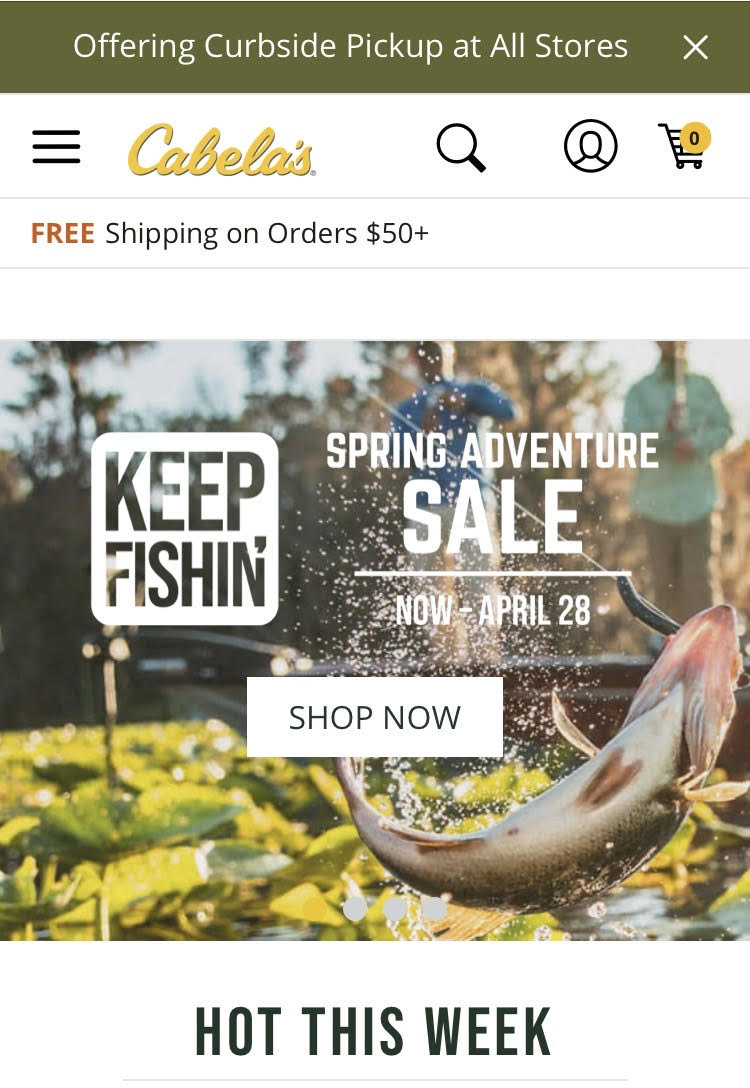 Offering Curbside Pickup at All Stores
Cabela's®
0
FREE Shipping on Orders $50+
KEEP
FISHIN'
SPRING ADVENTURE
SALE
NOW - APRIL 28
SHOP NOW
HOT THIS WEEK